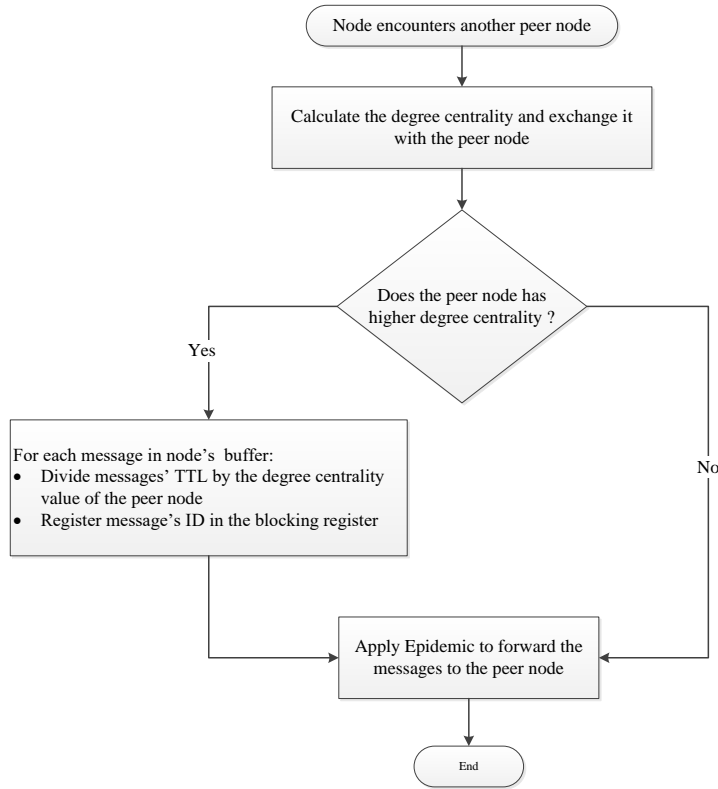 Node encounters another peer node
Calculate the degree centrality and exchange it
with the peer node
Does the peer node has
higher degree centrality ?
Yes
No
For each message in node's buffer:
• Divide messages' TTL by the degree centrality
value of the peer node
• Register message's ID in the blocking register
Apply Epidemic to forward the
messages to the peer node
End